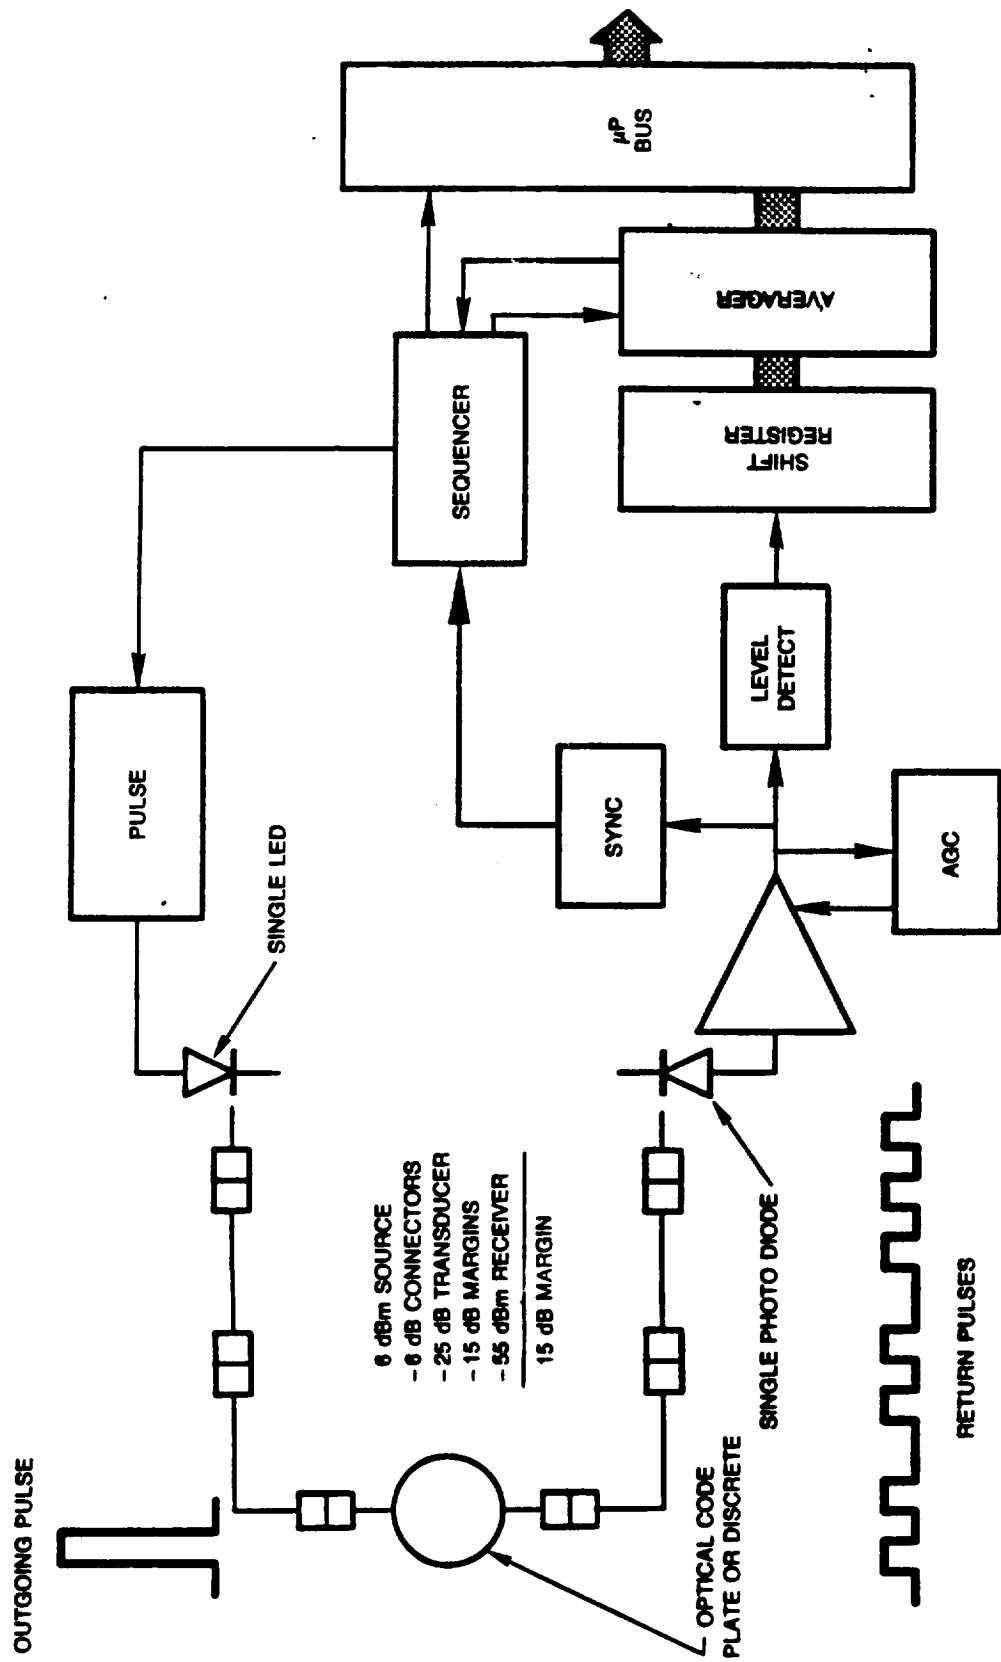 OUTGOING PULSE
PULSE
SINGLE LED
SEQUENCER
µP
BUS
6 dBm SOURCE
- 6 dB CONNECTORS
- 25 dB TRANSDUCER
- 15 dB MARGINS
- 55 dBm RECEIVER
15 dB MARGIN
SYNC
AVERAGER
SHIFT
REGISTER
LEVEL
DETECT
AGC
OPTICAL CODE
PLATE OR DISCRETE
SINGLE PHOTO DIODE
RETURN PULSES